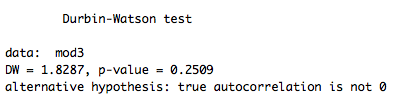 Durbin-Watson test
data:  mod3
DW = 1.8287, p-value = 0.2509
alternative hypothesis: true autocorrelation is not 0